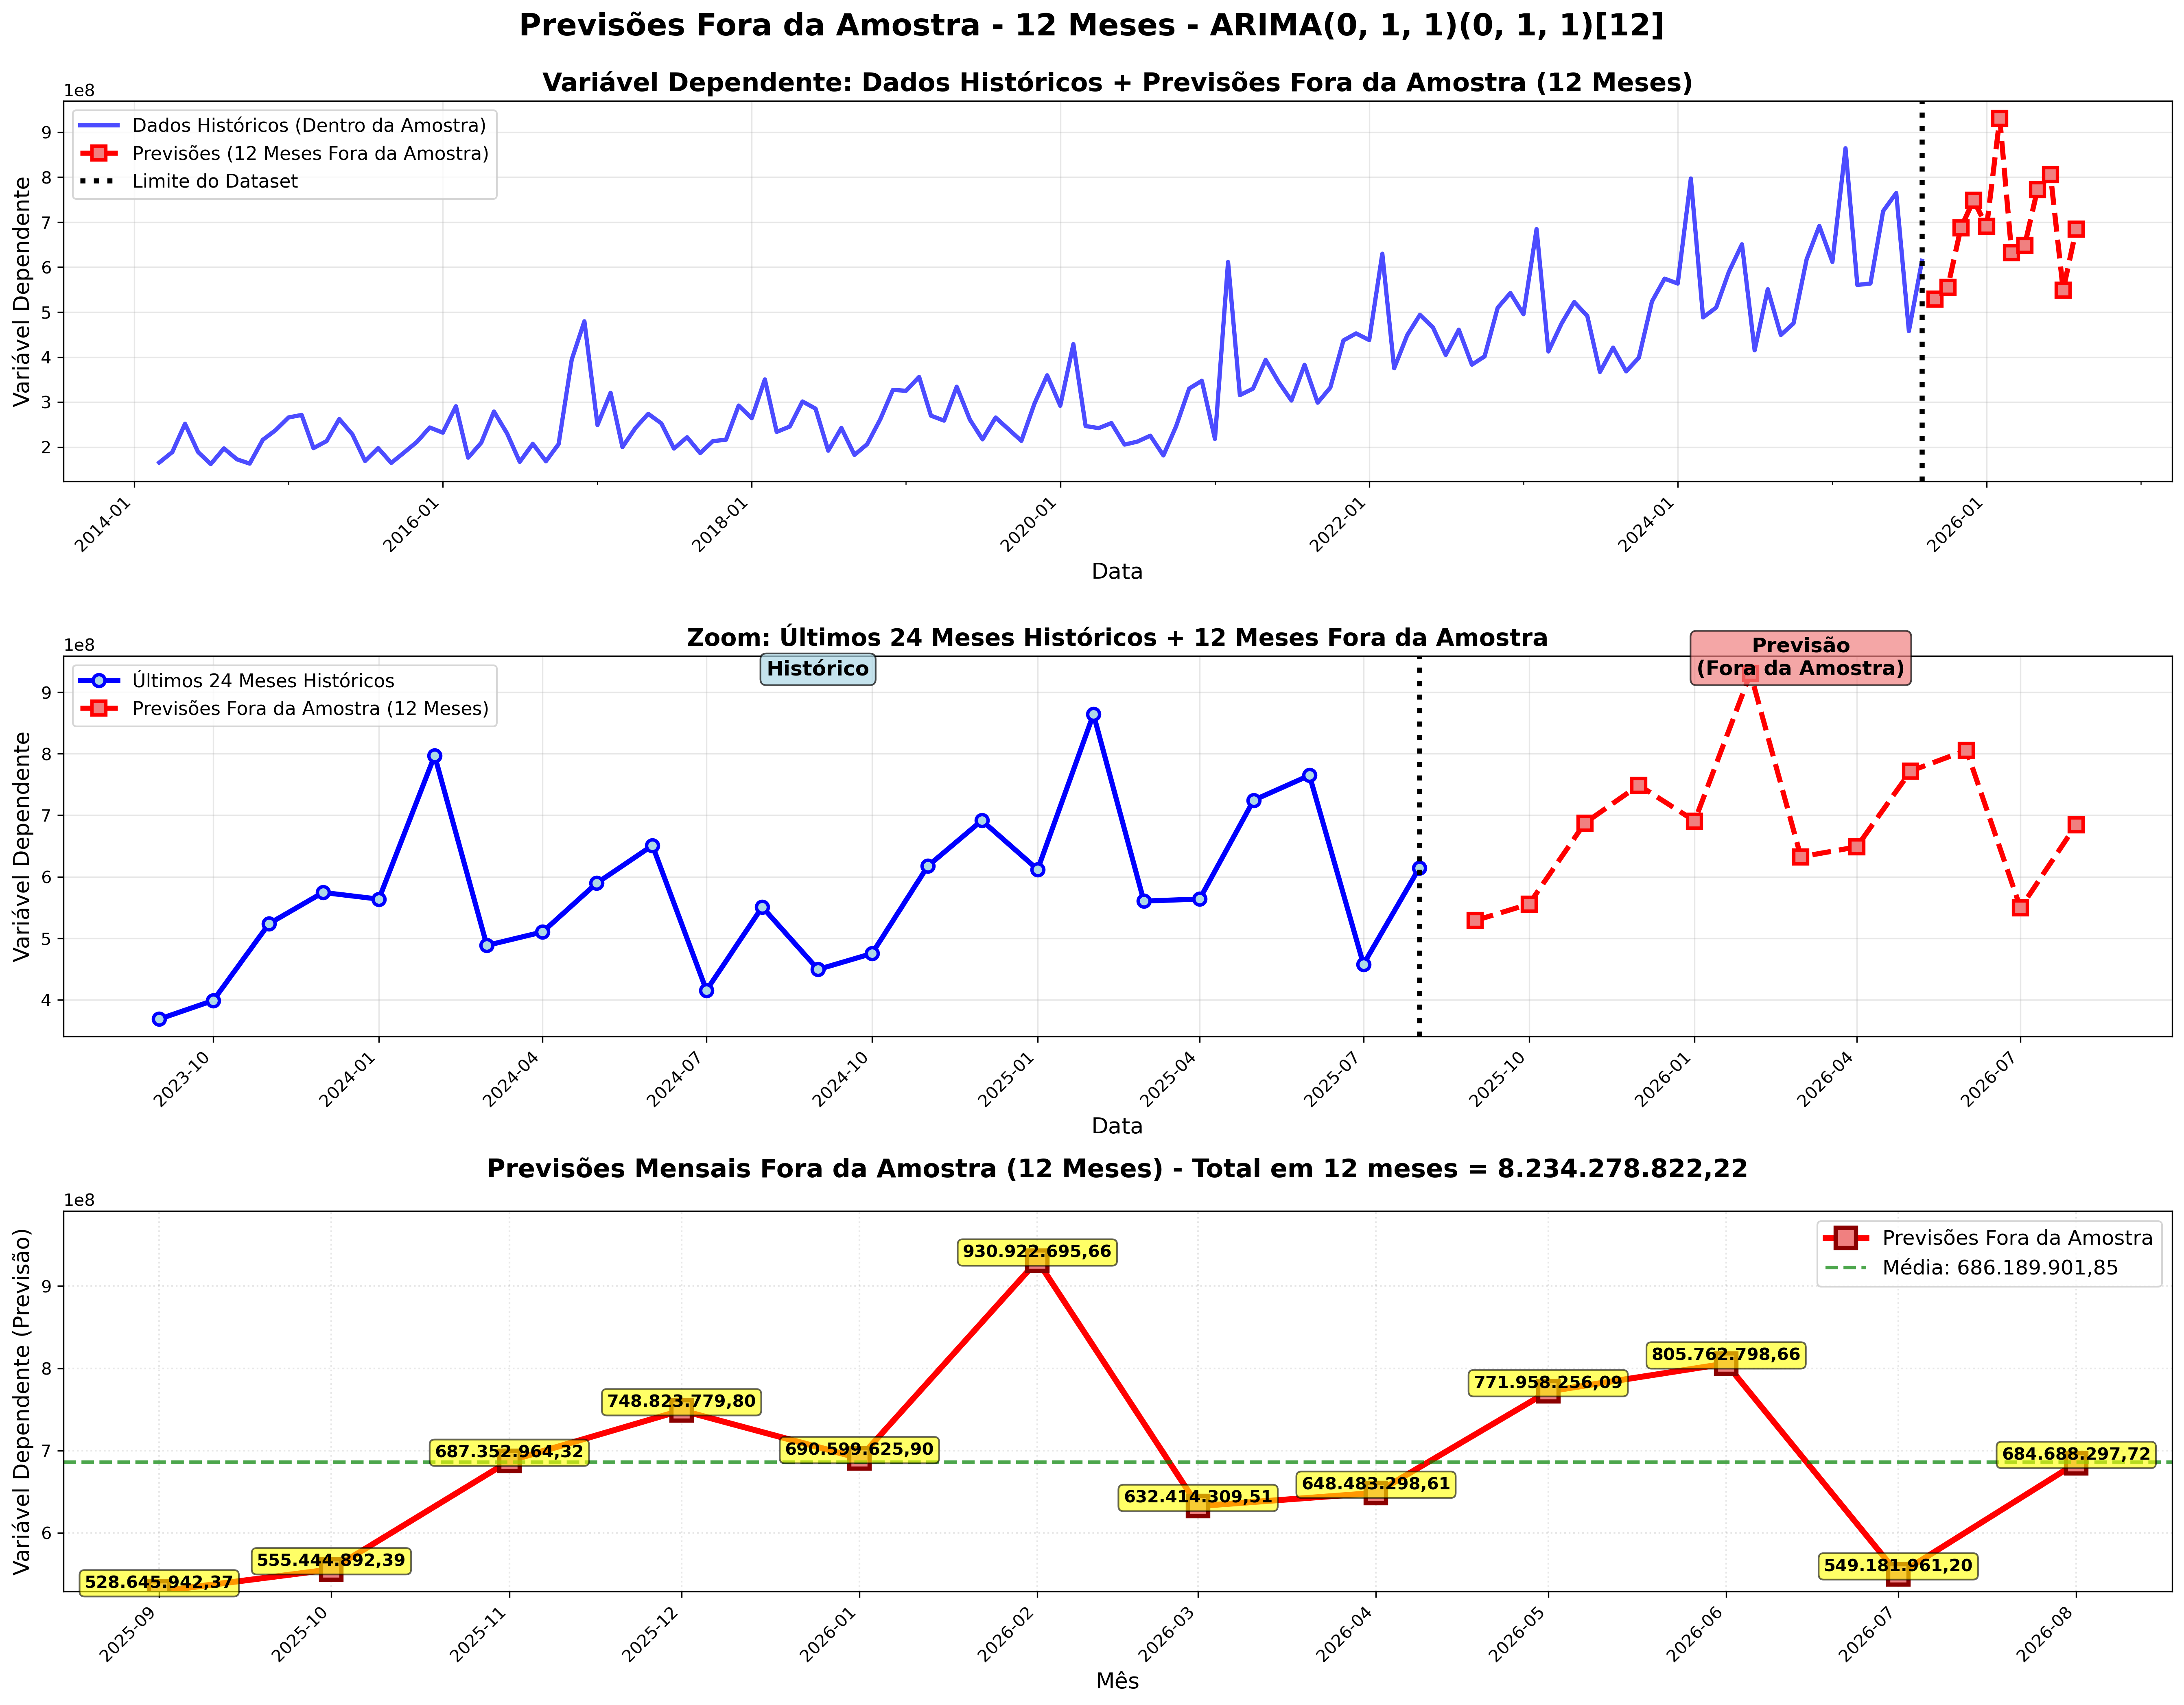 Previsões Fora da Amostra - 12 Meses - ARIMA(0, 1, 1)(0, 1, 1)[12]
Variável Dependente: Dados Históricos + Previsões Fora da Amostra (12 Meses)
1e8
Dados Históricos (Dentro da Amostra)
Previsões (12 Meses Fora da Amostra)
Limite do Dataset
Variável Dependente
9
8
7
6
5
4
3
2
2014-01
2016-01
2018-01
2020-01
2022-01
2024-01
2026-01
Data
Zoom: Últimos 24 Meses Históricos + 12 Meses Fora da Amostra
1e8
Últimos 24 Meses Históricos
Previsões Fora da Amostra (12 Meses)
Histórico
Previsão
(Fora da Amostra)
Variável Dependente
9
8
7
6
5
4
2023-10
2024-01
2024-04
2024-07
2024-10
2025-01
2025-04
2025-07
2025-10
2026-01
2026-04
2026-07
Data
Previsões Mensais Fora da Amostra (12 Meses) - Total em 12 meses = 8.234.278.822,22
1e8
Previsões Fora da Amostra
Média: 686.189.901,85
Variável Dependente (Previsão)
9
8
7
6
528.645.942,37
555.444.892,39
687.352.964,32
748.823.779,80
690.599.625,90
930.922.695,66
632.414.309,51
648.483.298,61
771.958.256,09
805.762.798,66
549.181.961,20
684.688.297,72
2025-09
2025-10
2025-11
2025-12
2026-01
2026-02
2026-03
2026-04
2026-05
2026-06
2026-07
2026-08
Mês